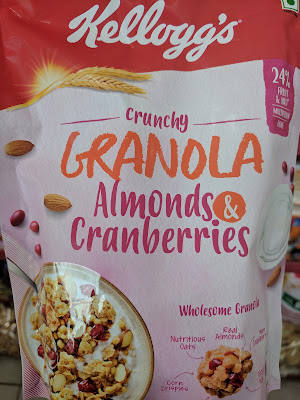 Kellogg's
24%
FRUIT
& NUT
Crunchy
GRANOLA
Almonds &
Cranberries
Wholesome Granola
Real
Almonds
Nutritious
Oats
Corn
Crispies